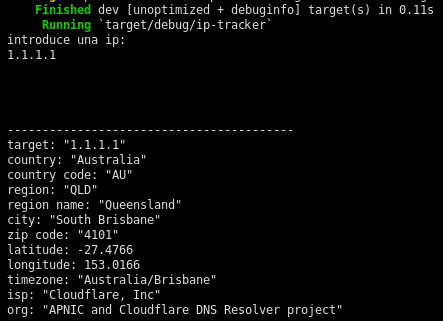 Finished dev [unoptimized + debuginfo] target(s) in 0.11s
Running `target/debug/ip-tracker`
introduce una ip:
1.1.1.1
-----------------------------------------
target: "1.1.1.1"
country: "Australia"
country code: "AU"
region: "QLD"
region name: "Queensland"
city: "South Brisbane"
zip code: "4101"
latitude: -27.4766
longitude: 153.0166
timezone: "Australia/Brisbane"
isp: "Cloudflare, Inc"
org: "APNIC and Cloudflare DNS Resolver project"